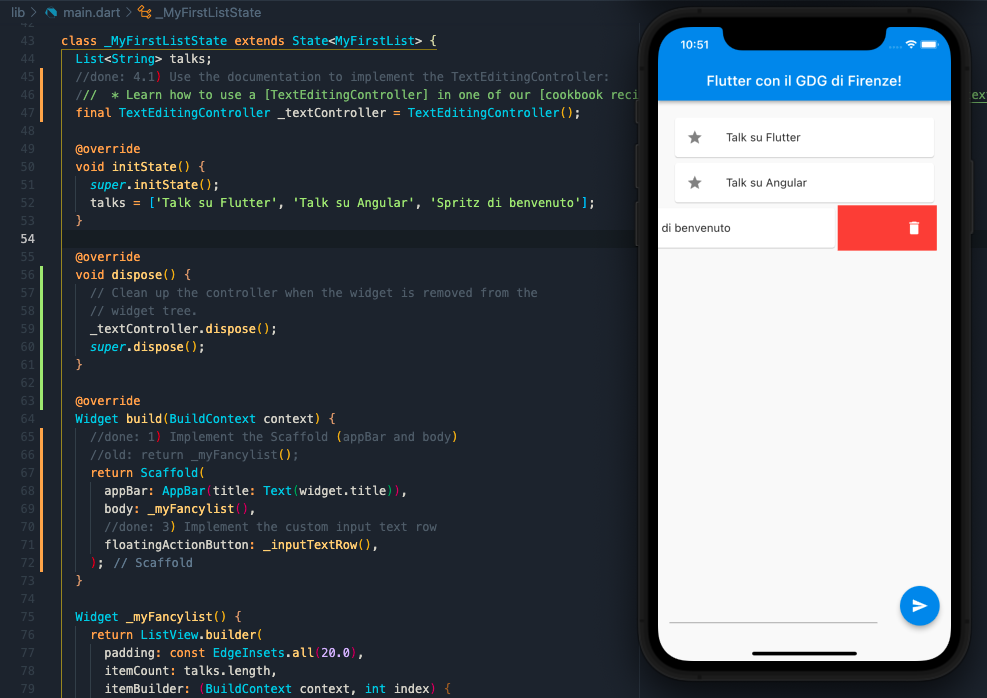 lib > main.dart > _MyFirstListState
42
43 class _MyFirstListState extends State<MyFirstList> {
44 List<String> talks;
45 //done: 4.1) Use the documentation to implement the TextEditingController:
46 /// * Learn how to use a [TextEditingController] in one of our [cookbook reci
47 final TextEditingController _textController = TextEditingController();
48
49 @override
50 void initState() {
51 super.initState();
52 talks = ['Talk su Flutter', 'Talk su Angular', 'Spritz di benvenuto'];
53 }
54
55 @override
56 void dispose() {
57 // Clean up the controller when the widget is removed from the
58 // widget tree.
59 _textController.dispose();
60 super.dispose();
61 }
62
63 @override
64 Widget build(BuildContext context) {
65 //done: 1) Implement the Scaffold (appBar and body)
66 //old: return _myFancylist();
67 return Scaffold(
68 appBar: AppBar(title: Text(widget.title)),
69 body: _myFancylist(),
70 //done: 3) Implement the custom input text row
71 floatingActionButton: _inputTextRow(),
72 ); // Scaffold
73 }
74
75 Widget _myFancylist() {
76 return ListView.builder(
77 padding: const EdgeInsets.all(20.0),
78 itemCount: talks.length,
79 itemBuilder: (BuildContext context, int index) {
10:51
Flutter con il GDG di Firenze!
Talk su Flutter
Talk su Angular
di benvenuto